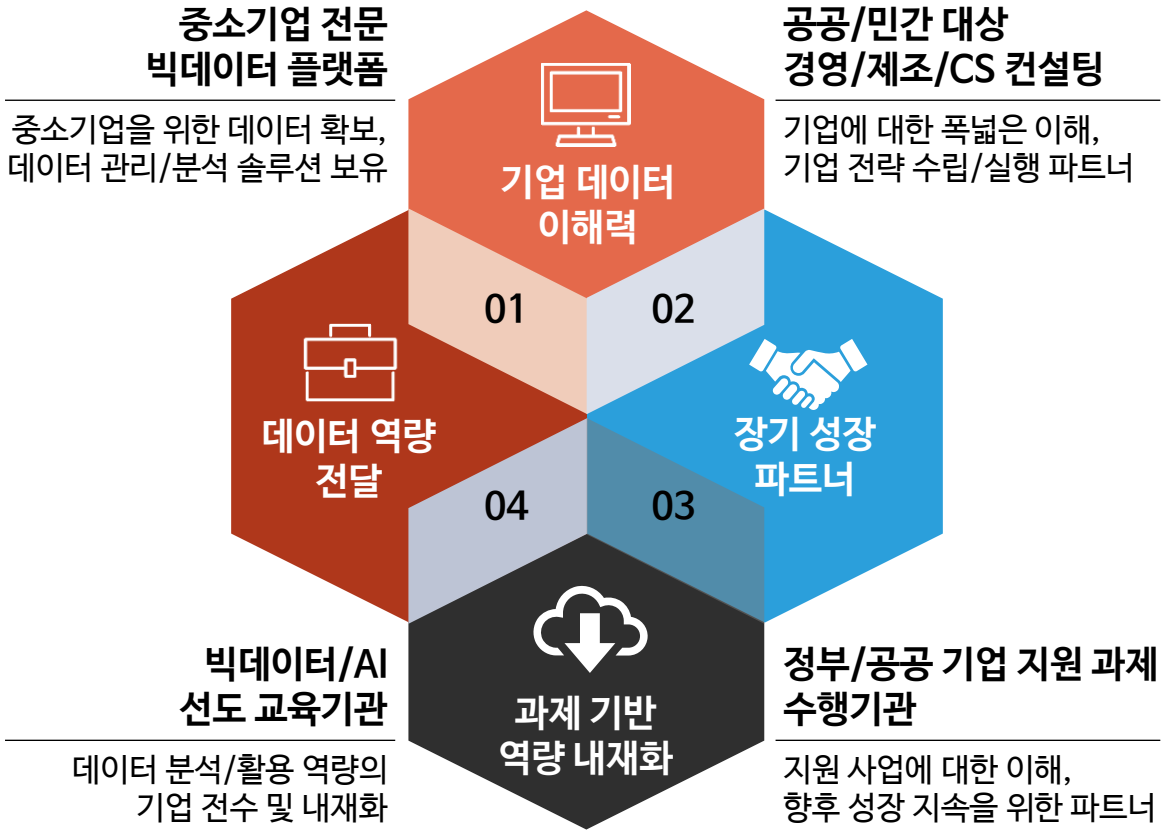 중소기업 전문
빅데이터 플랫폼
중소기업을 위한 데이터 확보,
데이터 관리/분석 솔루션 보유
공공/민간 대상
경영/제조/CS 컨설팅
기업에 대한 폭넓은 이해,
기업 전략 수립/실행 파트너
기업 데이터
이해력
01
02
데이터 역량
전달
장기 성장
파트너
04
03
과제 기반
역량 내재화
빅데이터/AI
선도 교육기관
데이터 분석/활용 역량의
기업 전수 및 내재화
정부/공공 기업 지원 과제
수행기관
지원 사업에 대한 이해,
향후 성장 지속을 위한 파트너